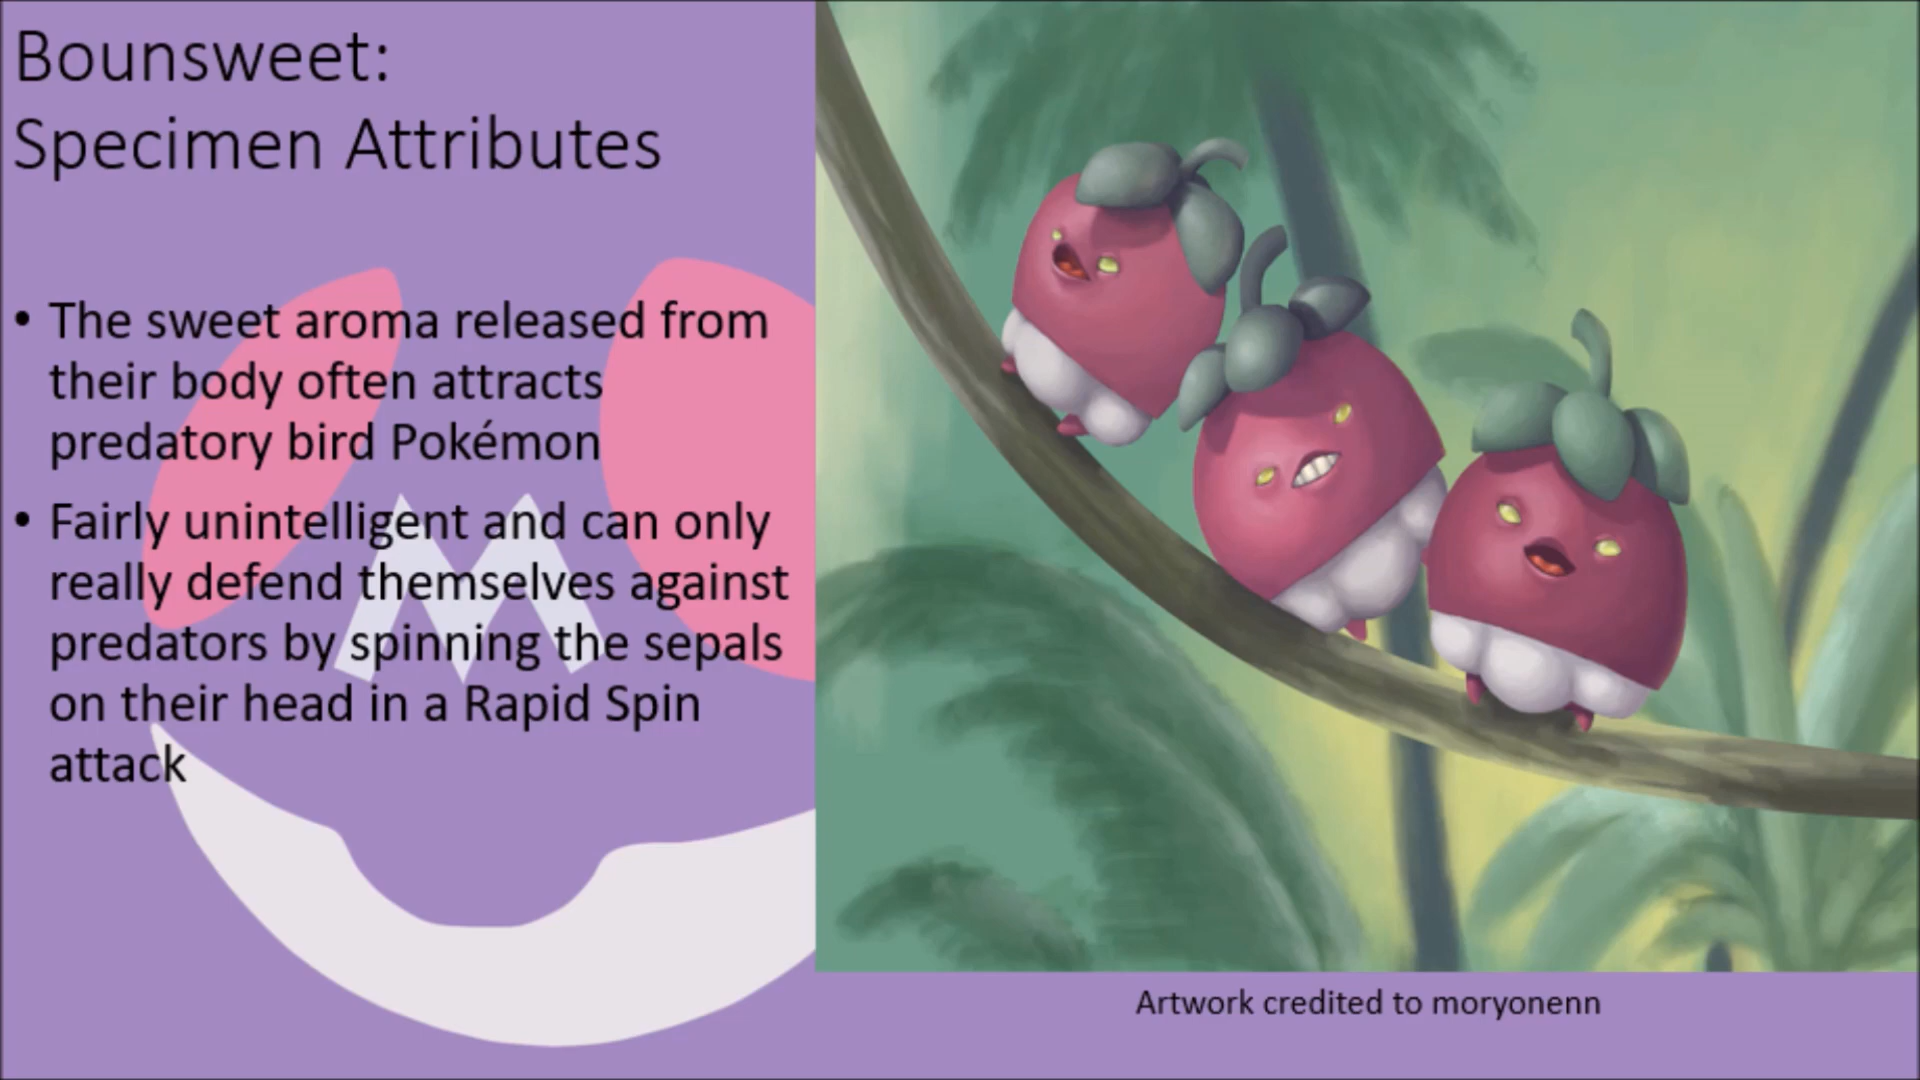 Bounsweet:
Specimen Attributes
• The sweet aroma released from
their body often attracts
predatory bird Pokémon
• Fairly unintelligent and can only
really defend themselves against
predators by spinning the sepals
on their head in a Rapid Spin
attack
M
Artwork credited to moryonenn